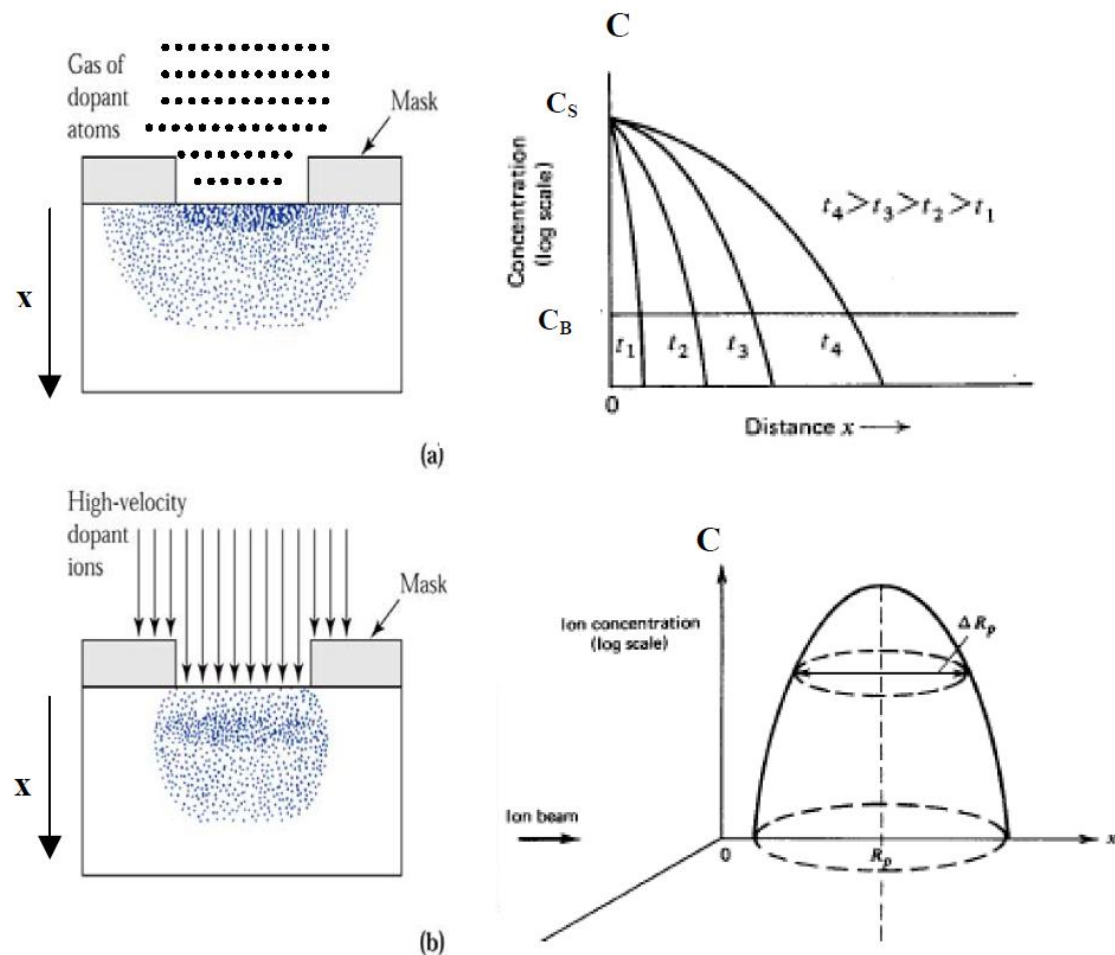 Gas of
dopant
atoms
Mask
x
C
C_S
Concentration
(log scale)
t₄>t₃>t₂>t₁
C_B
t₁
t₂
t₃
t₄
0
Distance x
(a)
High-velocity
dopant
ions
Mask
x
C
Ion concentration
(log scale)
Δ R_p
Ion beam
0
R_p
x
(b)